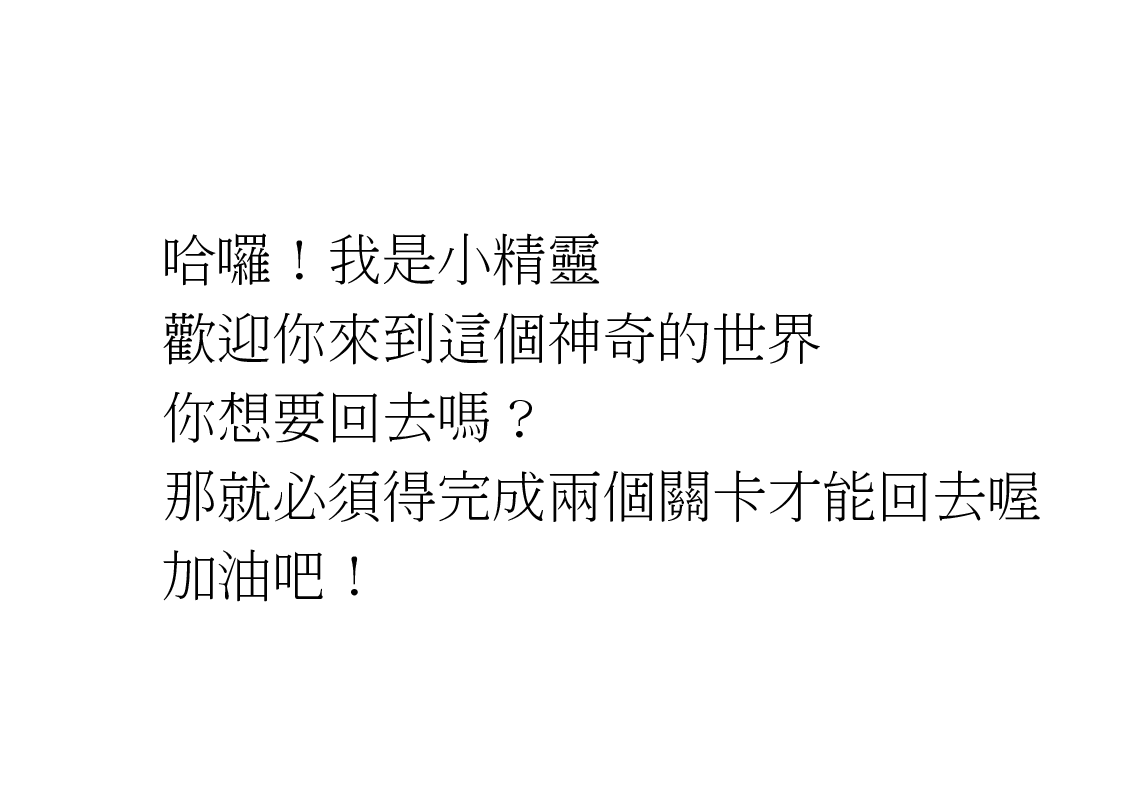 哈囉！我是小精靈
歡迎你來到這個神奇的世界
你想要回去嗎？
那就必須得完成兩個關卡才能回去喔
加油吧！